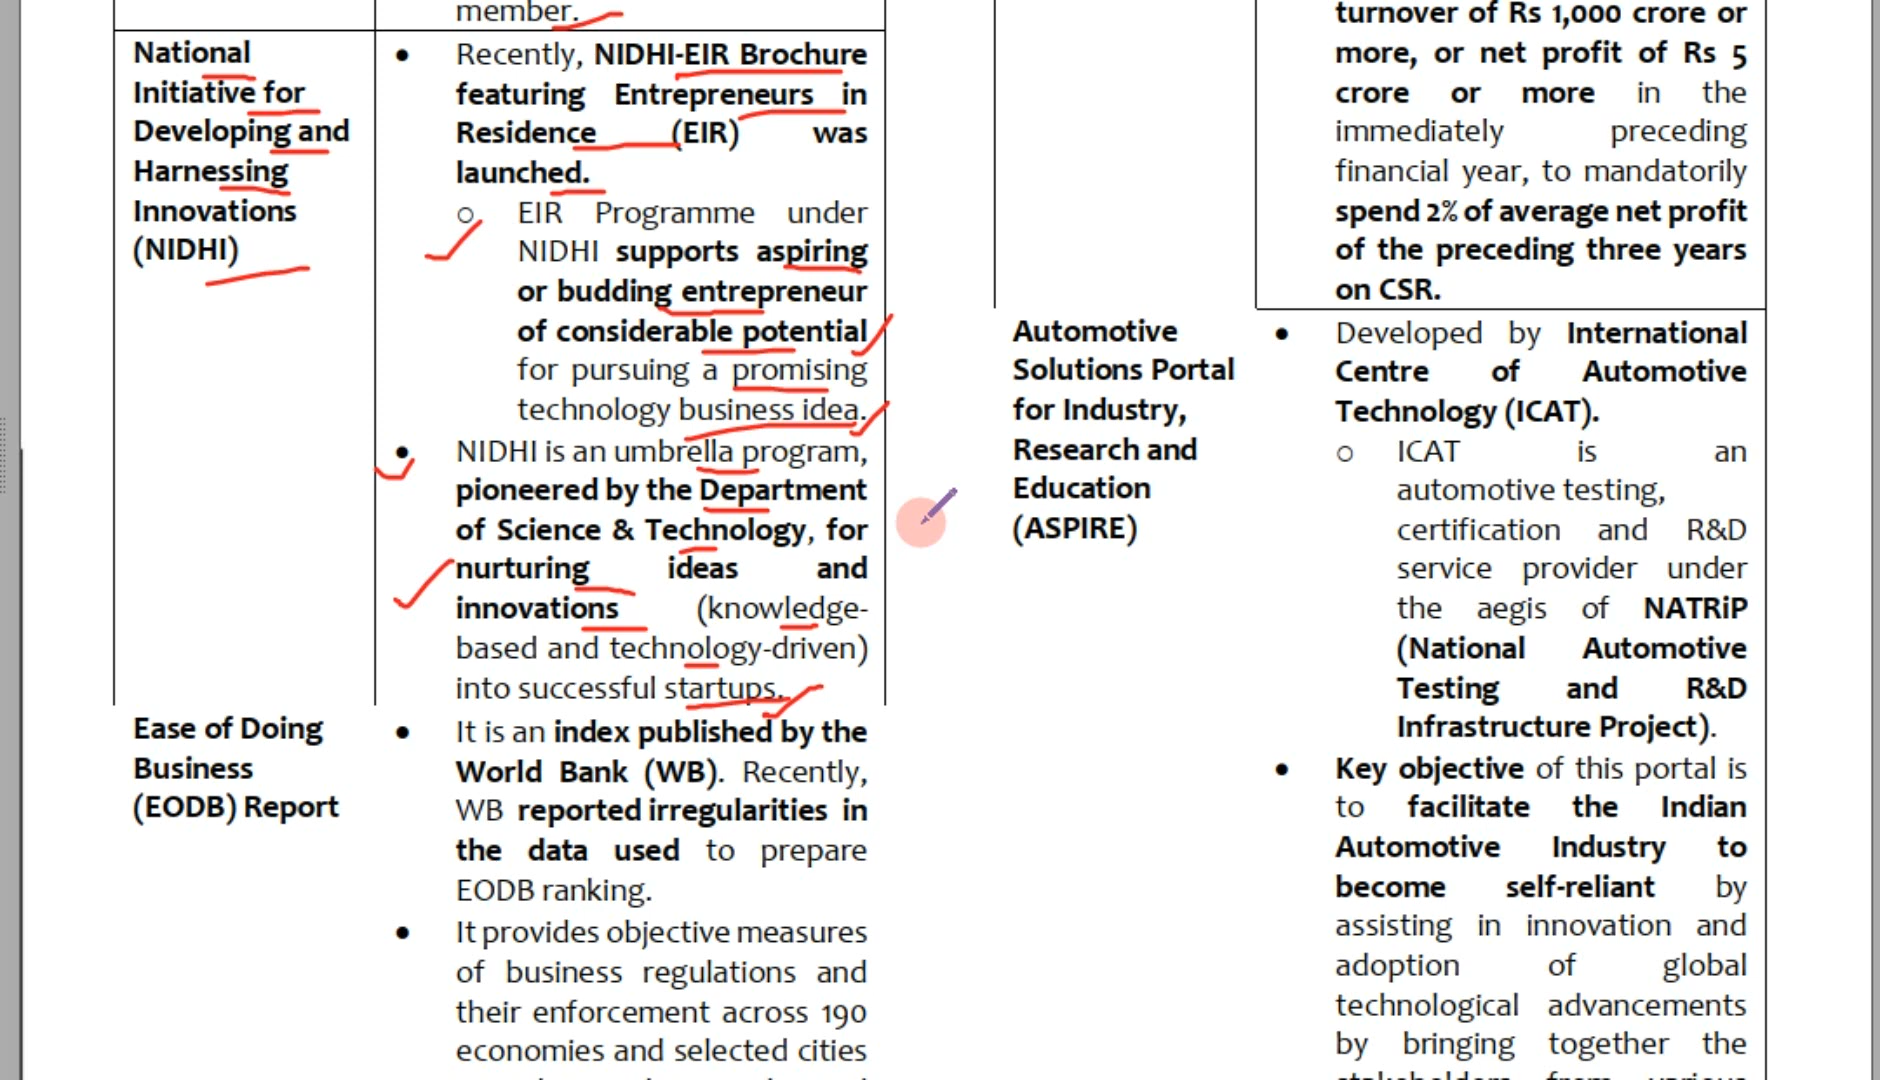 member.
National
Initiative for
Developing and
Harnessing
Innovations
(NIDHI)
• Recently, NIDHI-EIR Brochure
featuring Entrepreneurs in
Residence (EIR) was
launched.
o EIR Programme under
NIDHI supports aspiring
or budding entrepreneur
of considerable potential
for pursuing a promising
technology business idea.
• NIDHI is an umbrella program,
pioneered by the Department
of Science & Technology, for
nurturing ideas and
innovations (knowledge-
based and technology-driven)
into successful startups.
Ease of Doing
Business
(EODB) Report
• It is an index published by the
World Bank (WB). Recently,
WB reported irregularities in
the data used to prepare
EODB ranking.
• It provides objective measures
of business regulations and
their enforcement across 190
economies and selected cities
turnover of Rs 1,000 crore or
more, or net profit of Rs 5
crore or more in the
immediately preceding
financial year, to mandatorily
spend 2% of average net profit
of the preceding three years
on CSR.
Automotive
Solutions Portal
for Industry,
Research and
Education
(ASPIRE)
• Developed by International
Centre of Automotive
Technology (ICAT).
o ICAT is an
automotive testing,
certification and R&D
service provider under
the aegis of NATRiP
(National Automotive
Testing and R&D
Infrastructure Project).
• Key objective of this portal is
to facilitate the Indian
Automotive Industry to
become self-reliant by
assisting in innovation and
adoption of global
technological advancements
by bringing together the